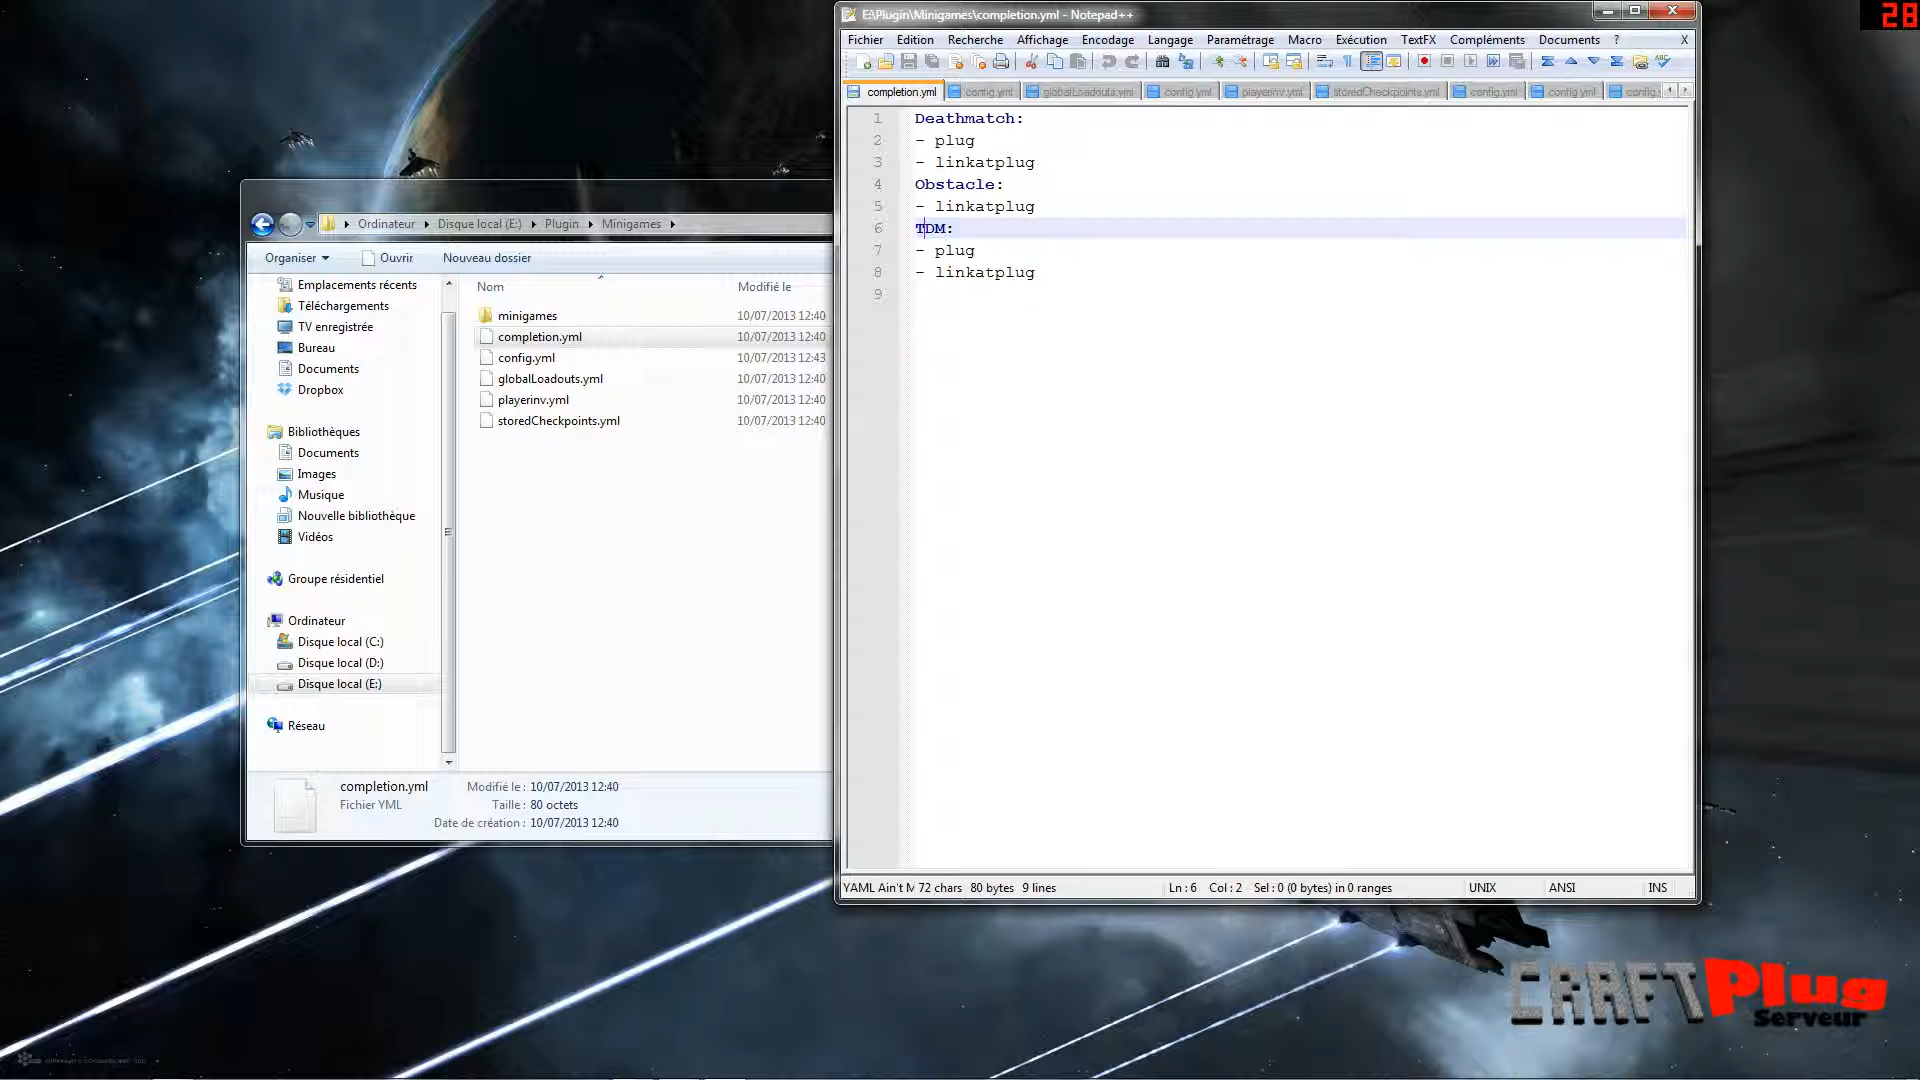 E:\Plugin\Minigames\completion.yml - Notepad++
28
Fichier Edition Recherche Affichage Encodage Langage Paramétrage Macro Exécution TextFX Compléments Documents ? X
completion.yml config.yml globalLoadouts.yml config.yml playerinv.yml storedCheckpoints.yml config.yml config.yml config.
1 Deathmatch:
2 - plug
3 - linkatplug
4 Obstacle:
5 - linkatplug
6 TDM:
7 - plug
8 - linkatplug
9
YAML Ain't M 72 chars 80 bytes 9 lines Ln : 6 Col : 2 Sel : 0 (0 bytes) in 0 ranges UNIX ANSI INS
Ordinateur Disque local (E:) Plugin Minigames
Organiser Ouvrir Nouveau dossier
Emplacements récents
Téléchargements
TV enregistrée
Bureau
Documents
Dropbox
Bibliothèques
Documents
Images
Musique
Nouvelle bibliothèque
Vidéos
Groupe résidentiel
Ordinateur
Disque local (C:)
Disque local (D:)
Disque local (E:)
Réseau
Nom Modifié le
minigames 10/07/2013 12:40
completion.yml 10/07/2013 12:40
config.yml 10/07/2013 12:43
globalLoadouts.yml 10/07/2013 12:40
playerinv.yml 10/07/2013 12:40
storedCheckpoints.yml 10/07/2013 12:40
completion.yml Modifié le : 10/07/2013 12:40
Fichier YML Taille : 80 octets
Date de création : 10/07/2013 12:40
CRAFT Plug
Serveur